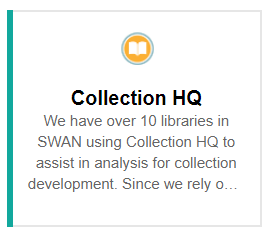 Collection HQ
We have over 10 libraries in
SWAN using Collection HQ to
assist in analysis for collection
development. Since we rely o…